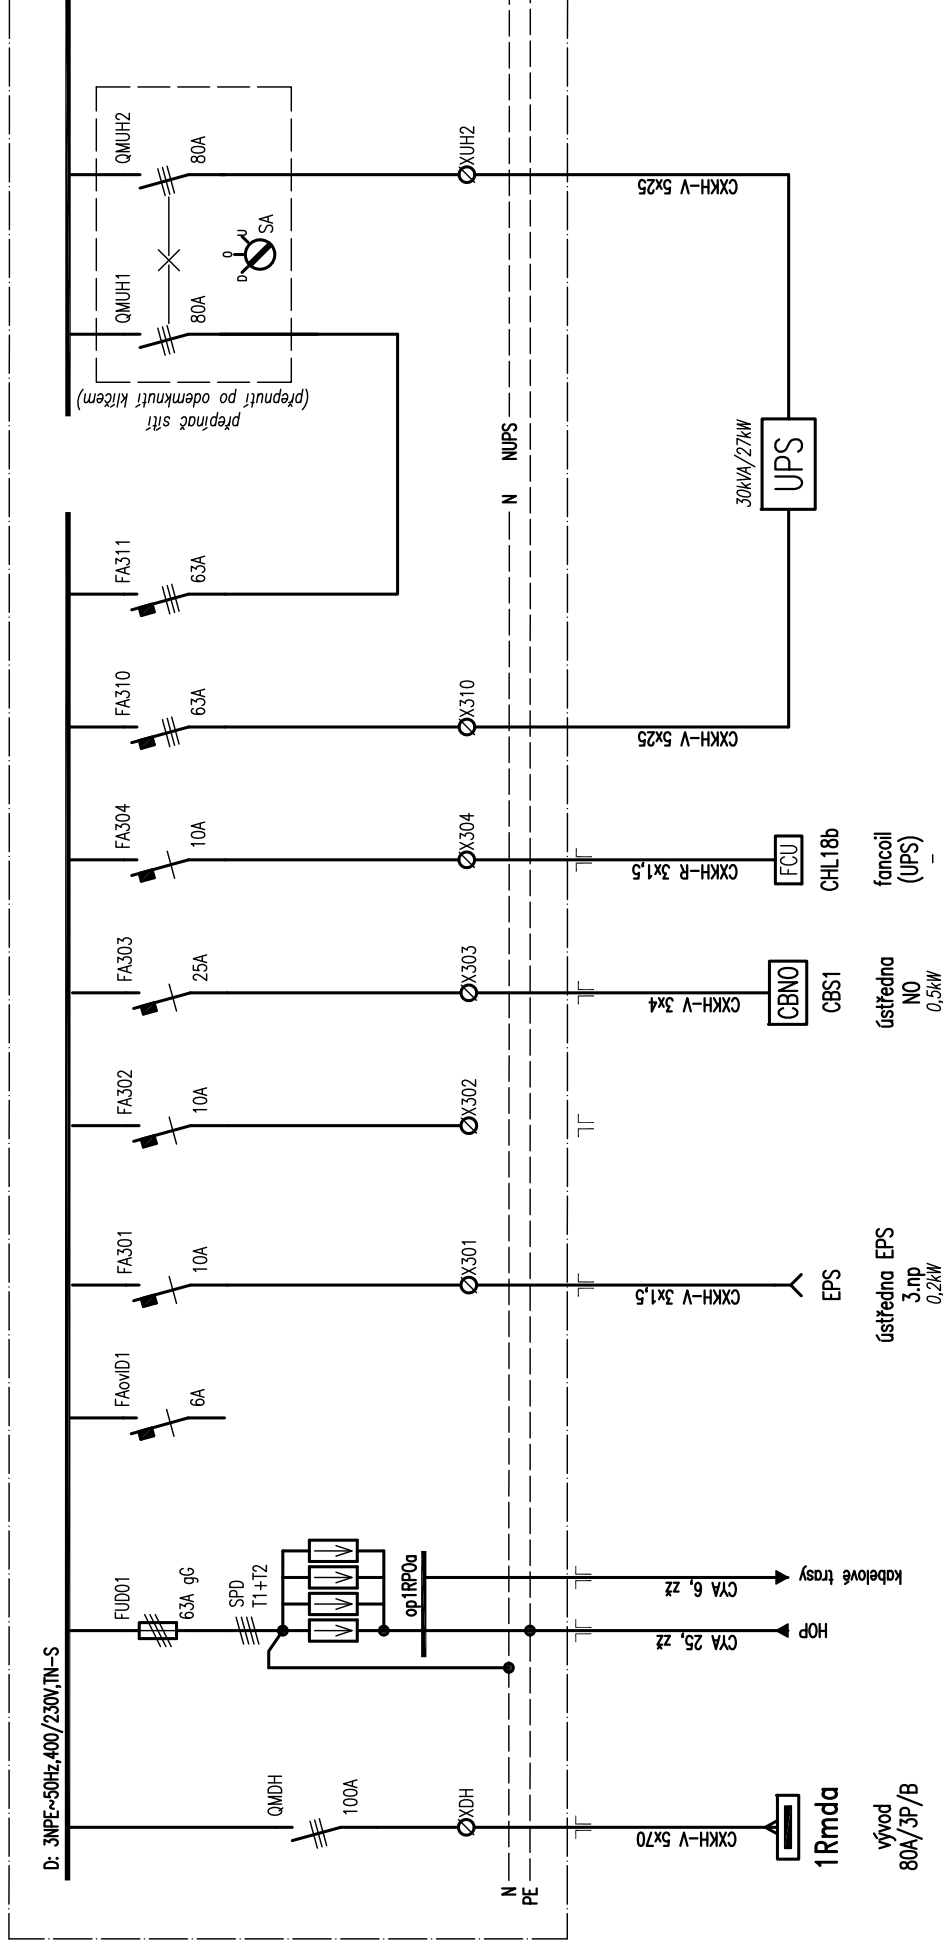 D: 3NPE~50Hz,400/230V,TN-S
QMDH
100A
XDH
N
PE
CXKH-V 5x70
1Rmda
vývod
80A/3P/B
FUD01
63A gG
SPD
T1+T2
op1RP0a
CYA 25, zž
HOP
CYA 6, zž
kabelové trasy
FAovlD1
6A
FA301
10A
X301
CXKH-V 3x1,5
EPS
ústředna EPS
3.np
0,2kW
FA302
10A
X302
FA303
25A
X303
CXKH-V 3x4
CBNO
CBS1
ústředna
NO
0,5kW
FA304
10A
X304
CXKH-R 3x1,5
FCU
CHL18b
fancoil
(UPS)
–
FA310
63A
X310
CXKH-V 5x25
FA311
63A
N
NUPS
30kVA/27kW
UPS
přepínač sítí
(přepnutí po odemknutí klíčem)
QMUH1
80A
D
0
U
SA
QMUH2
80A
XUH2
CXKH-V 5x25